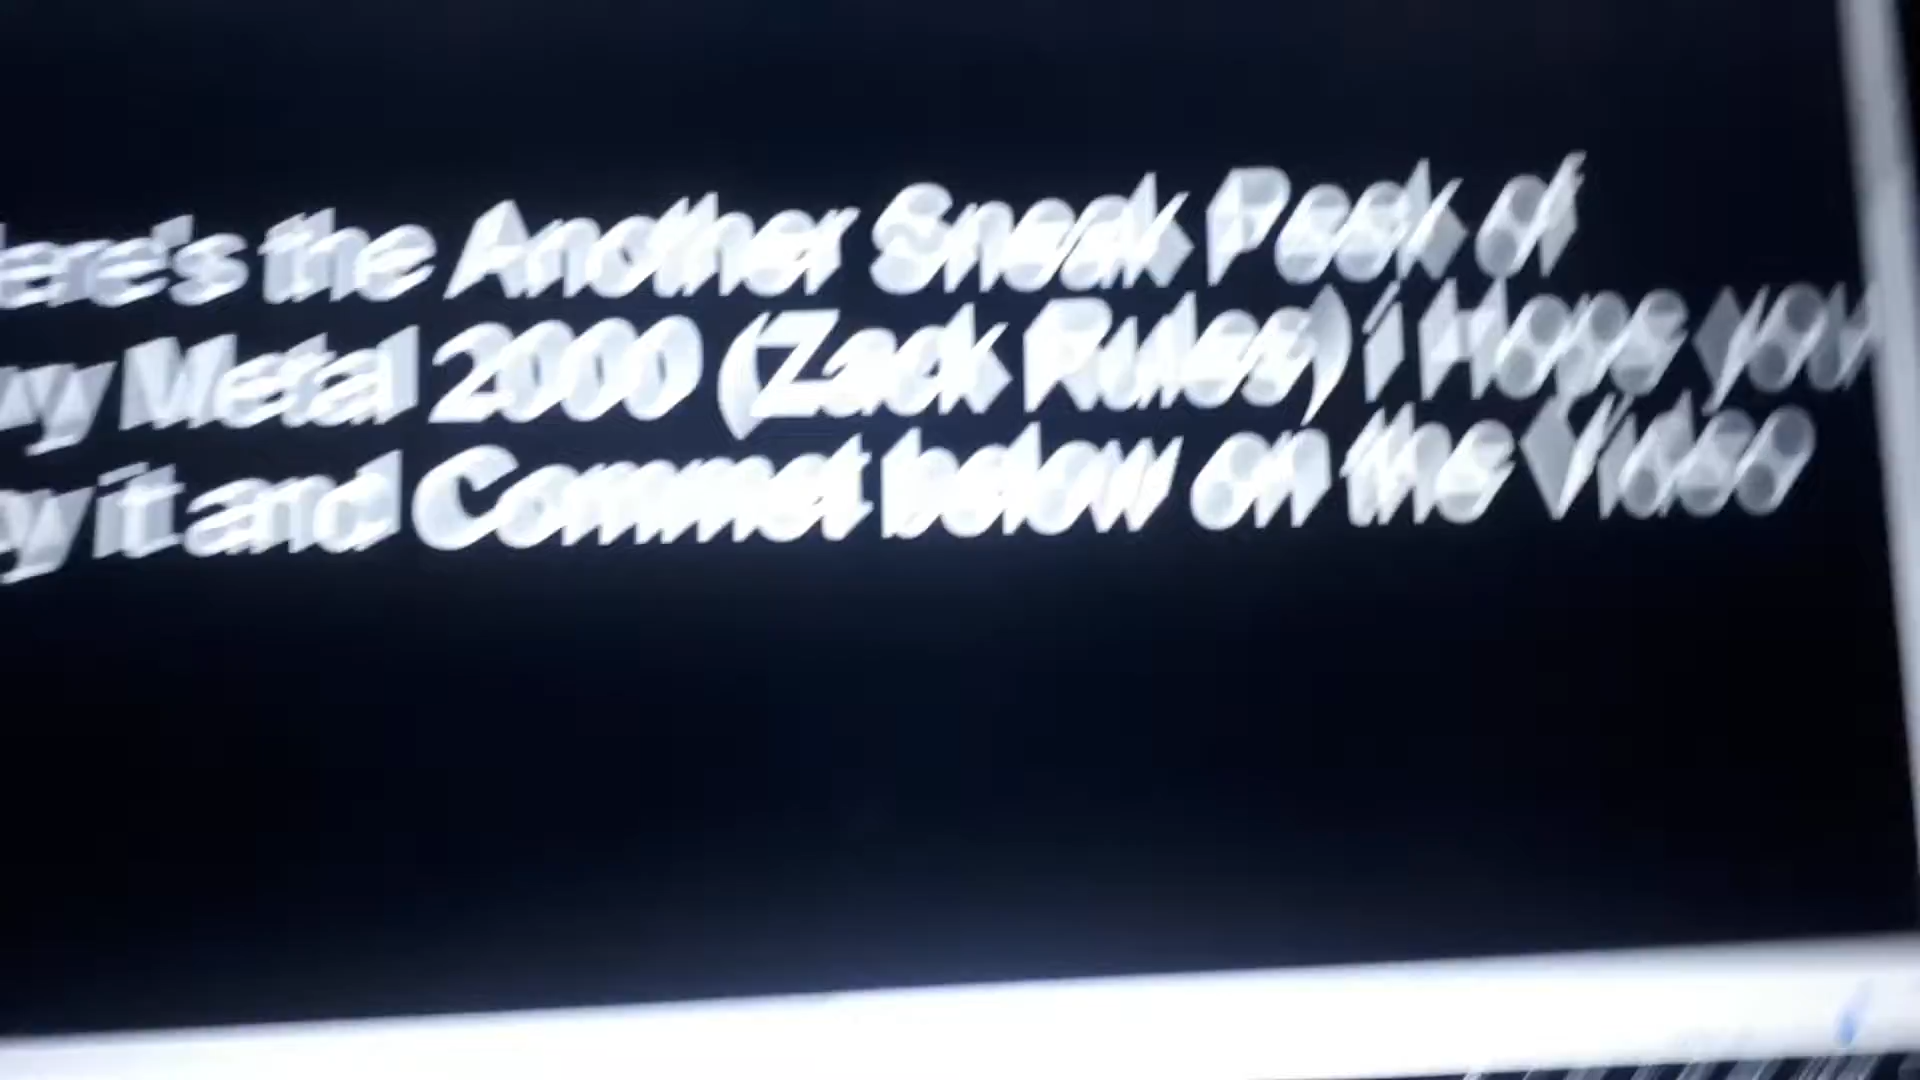 ere's the Another Sneak Peek of
vy Metal 2000 (Zack Rules) i Hope you
y it and Commet below on the Video